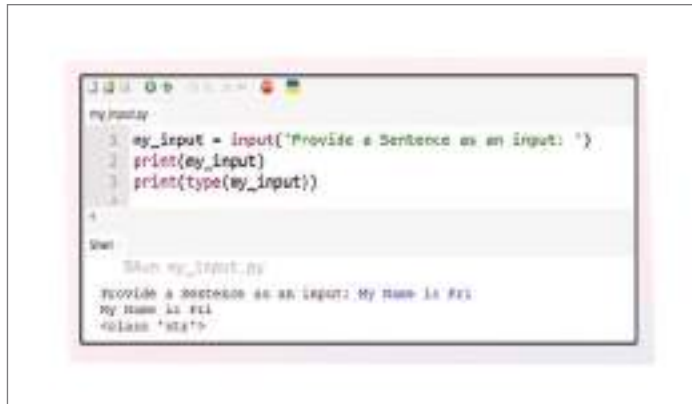 my_input.py
1 my_input = input("Provide a Sentence as an input: ")
2 print(my_input)
3 print(type(my_input))
4
Shell
%Run my_input.py
Provide a Sentence as an input: My Name is Pri
My Name is Pri
<class 'str'>